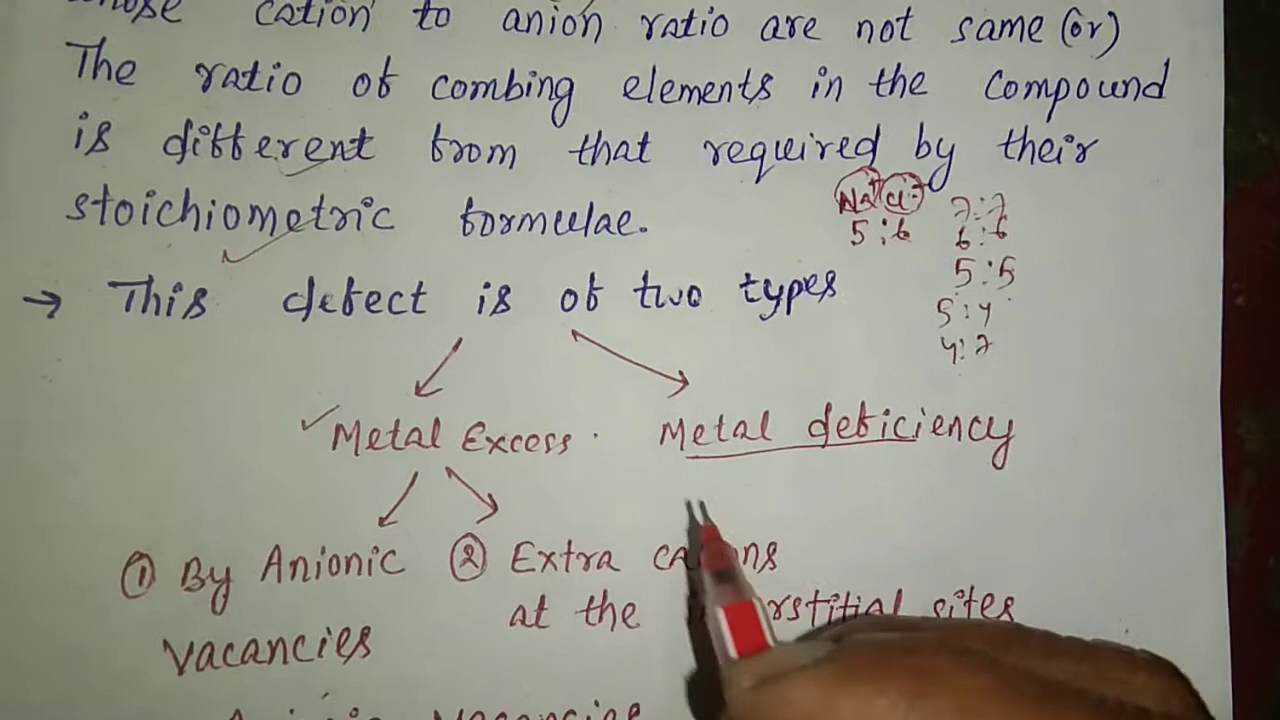 cation to anion ratio are not same (or)
The ratio of combing elements in the compound
is different from that required by their
stoichiometric formulae.
Na+ Cl-
5:6
7:7
6:6
5:5
5:4
→ This defect is of two types
Metal Excess. Metal deficiency
① By Anionic
Vacancies
② Extra
at the sites